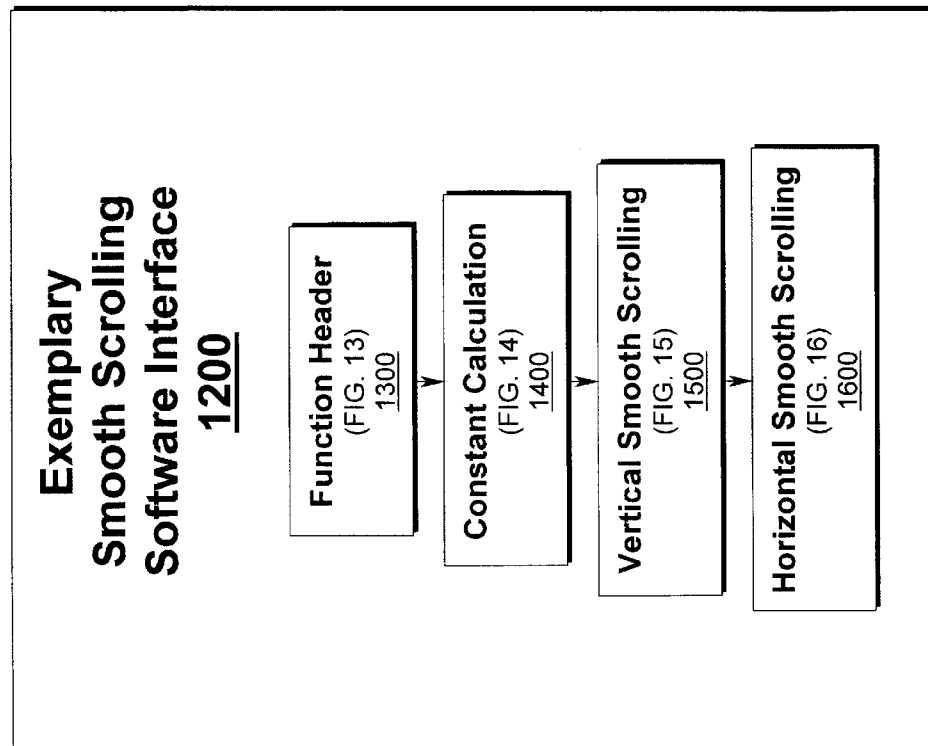 Exemplary
Smooth Scrolling
Software Interface
1200
Function Header
(FIG. 13)
1300
Constant Calculation
(FIG. 14)
1400
Vertical Smooth Scrolling
(FIG. 15)
1500
Horizontal Smooth Scrolling
(FIG. 16)
1600